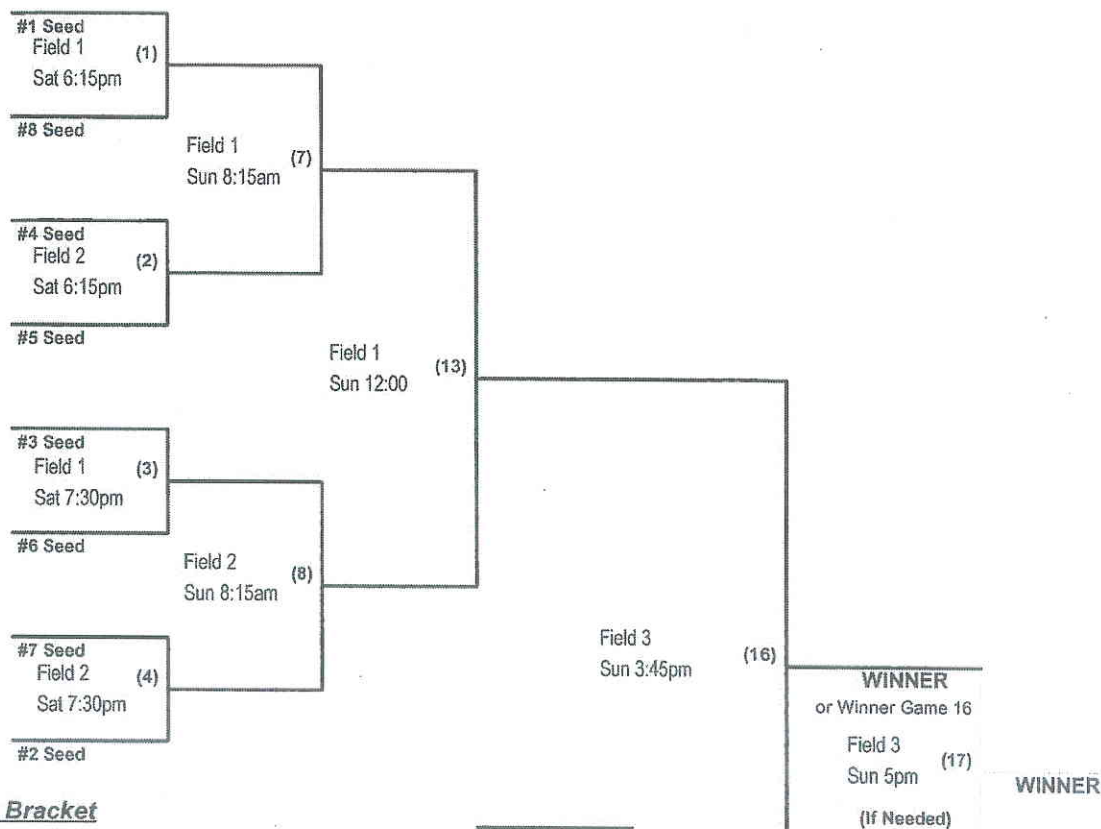 #1 Seed
Field 1
(1)
Sat 6:15pm
#8 Seed
Field 1
(7)
Sun 8:15am
#4 Seed
Field 2
(2)
Sat 6:15pm
#5 Seed
Field 1
(13)
Sun 12:00
#3 Seed
Field 1
(3)
Sat 7:30pm
#6 Seed
Field 2
(8)
Sun 8:15am
#7 Seed
Field 2
(4)
Sat 7:30pm
#2 Seed
Field 3
(16)
Sun 3:45pm
WINNER
or Winner Game 16
Field 3
(17)
Sun 5pm
(If Needed)
WINNER
Bracket